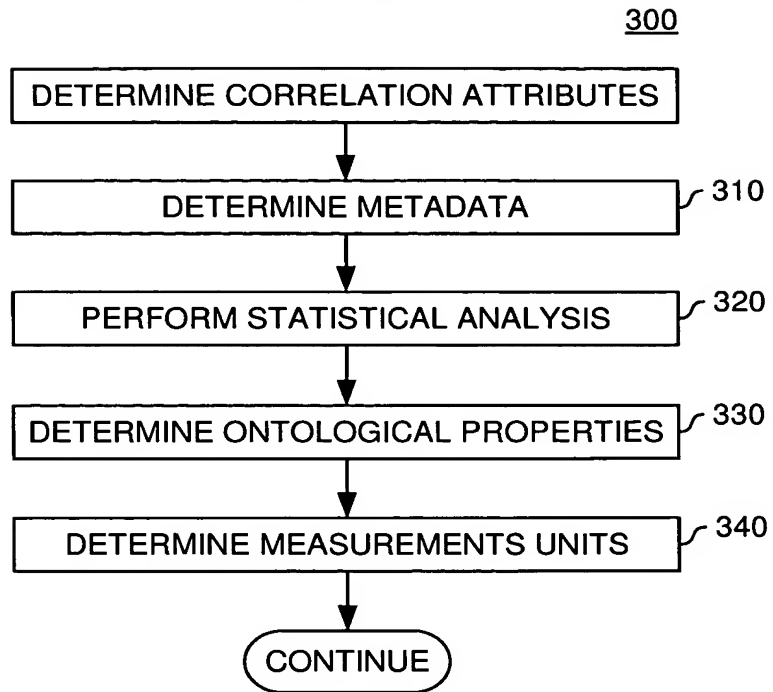 300
DETERMINE CORRELATION ATTRIBUTES
DETERMINE METADATA
310
PERFORM STATISTICAL ANALYSIS
320
DETERMINE ONTOLOGICAL PROPERTIES
330
DETERMINE MEASUREMENTS UNITS
340
CONTINUE